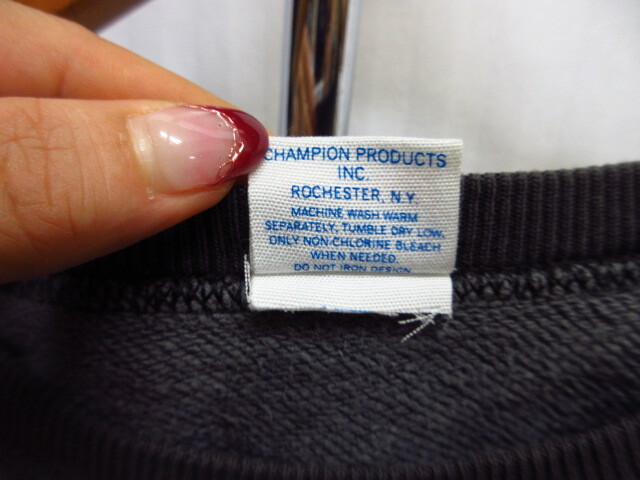 CHAMPION PRODUCTS
INC.
ROCHESTER, N.Y.
MACHINE WASH WARM
SEPARATELY, TUMBLE DRY LOW.
ONLY NON-CHLORINE BLEACH
WHEN NEEDED.
DO NOT IRON DESIGN